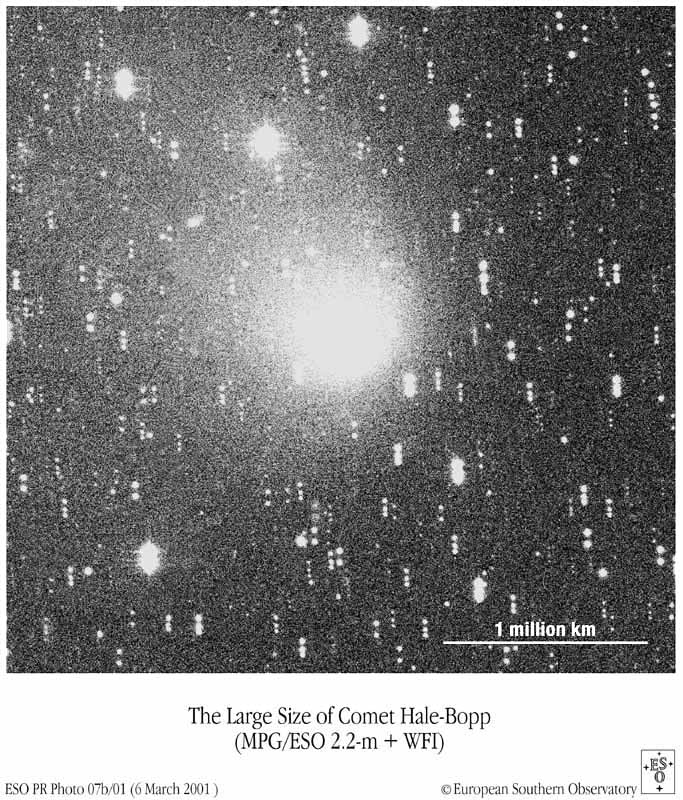 1 million km
The Large Size of Comet Hale-Bopp
(MPG/ESO 2.2-m + WFI)
ESO PR Photo 07b/01 (6 March 2001 )
© European Southern Observatory
ES
O